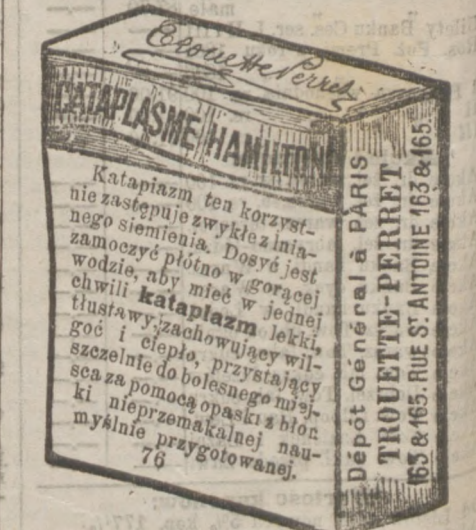 Trouette Perret
CATAPLASME HAMILTON
Katapiazm ten korzyst-
nie zastępuje zwykłe z lnia-
nego siemienia. Dosyć jest
zamoczyć płótno w gorącej
wodzie, aby mieć w jednej
chwili kataplazm lekki,
tłustawy, zachowujący wil-
goć i ciepło, przystający
szczelnie do bolesnego miej-
sca za pomocą opaski z błon
ki nieprzemakalnej nau-
myślnie przygotowanej.
76
Dépôt Général à PARIS
TROUETTE-PERRET
163 & 165. RUE ST. ANTOINE 163 & 165.